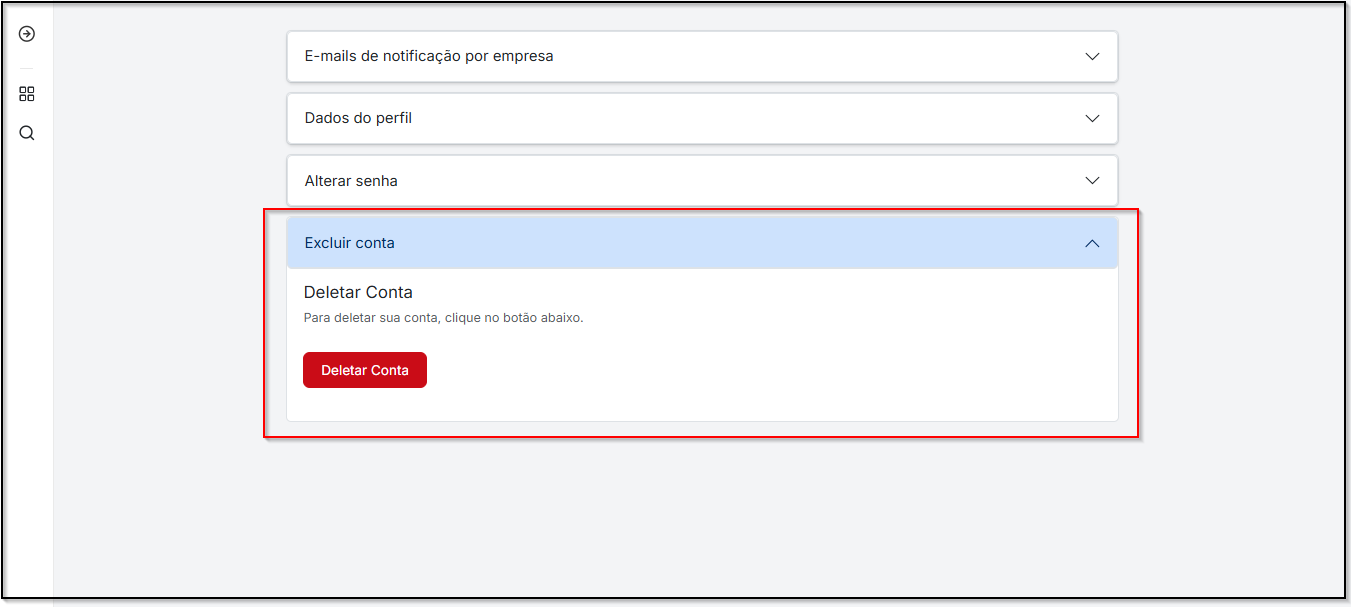 E-mails de notificação por empresa
Dados do perfil
Alterar senha
Excluir conta
Deletar Conta
Para deletar sua conta, clique no botão abaixo.
Deletar Conta